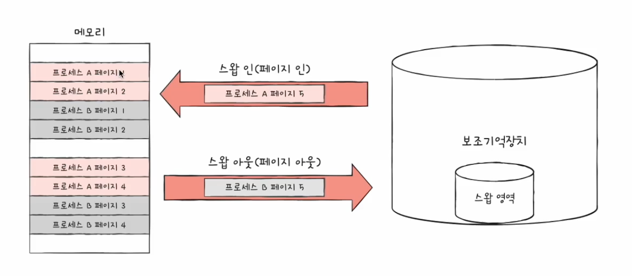 메모리
프로세스 A 페이지
프로세스 A 페이지 2
프로세스 B 페이지 1
프로세스 B 페이지 2
프로세스 A 페이지 3
프로세스 A 페이지 4
프로세스 B 페이지 3
프로세스 B 페이지 4
스왑 인(페이지 인)
프로세스 A 페이지 5
스왑 아웃(페이지 아웃)
프로세스 B 페이지 5
보조기억장치
스왑 영역